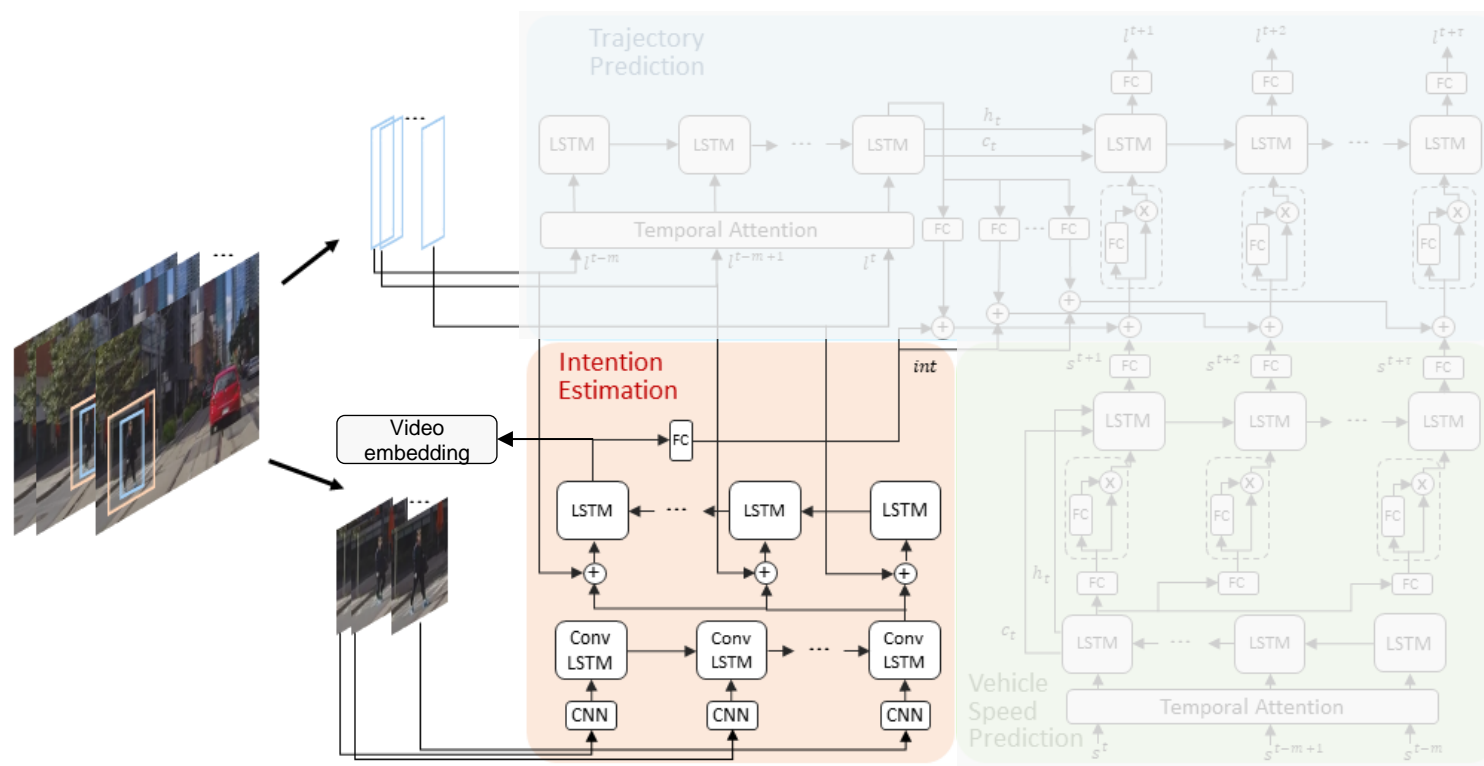 Trajectory
Prediction
l^{t+1}
l^{t+2}
l^{t+τ}
FC
FC
FC
LSTM
LSTM
...
LSTM
h_t
c_t
LSTM
LSTM
...
LSTM
Temporal Attention
FC
FC
...
FC
FC
X
FC
X
FC
X
l^{t-m}
l^{t-m+1}
l^t
+
+
+
+
+
+
Intention
Estimation
int
s^{t+1}
FC
s^{t+2}
FC
s^{t+τ}
FC
Video
embedding
FC
LSTM
...
LSTM
LSTM
+
+
+
Conv
LSTM
Conv
LSTM
...
Conv
LSTM
CNN
CNN
CNN
LSTM
LSTM
...
LSTM
FC
X
FC
X
FC
X
h_t
FC
FC
FC
c_t
LSTM
...
LSTM
LSTM
Vehicle
Speed
Prediction
Temporal Attention
s^t
s^{t-m+1}
s^{t-m}
...
...
...